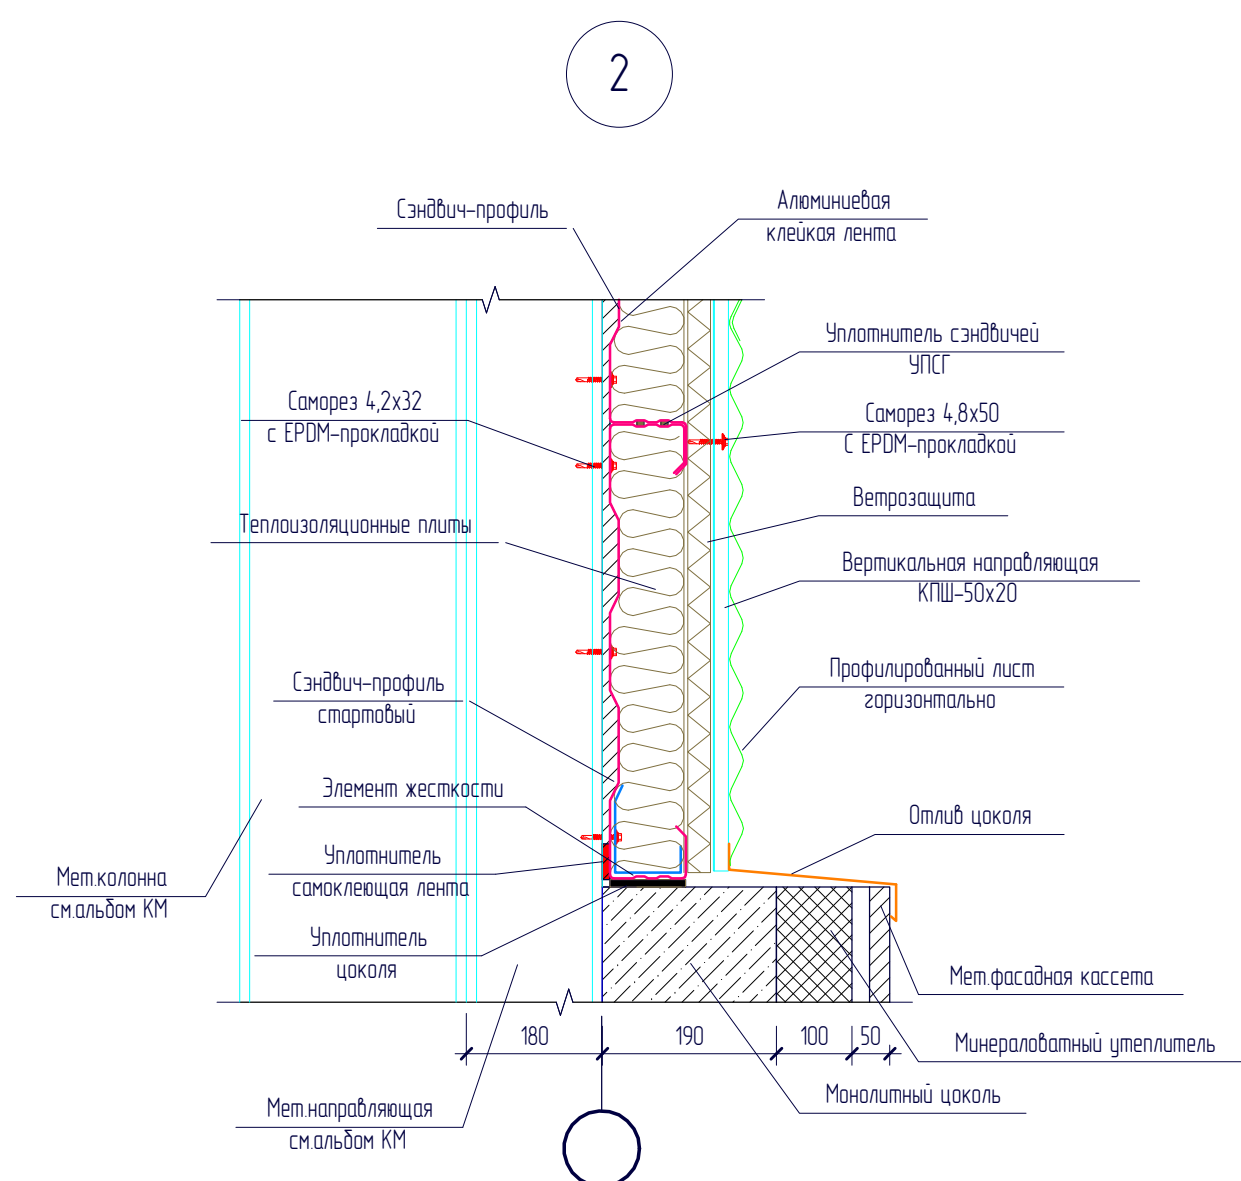 2
Сэндвич-профиль
Алюминиевая
клейкая лента
Уплотнитель сэндвичей
УПСГ
Саморез 4,2х32
с EPDM-прокладкой
Саморез 4,8х50
С EPDM-прокладкой
Ветрозащита
Теплоизоляционные плиты
Вертикальная направляющая
КПШ-50х20
Профилированный лист
горизонтально
Сэндвич-профиль
стартовый
Элемент жесткости
Отлив цоколя
Уплотнитель
самоклеющая лента
Мет.колонна
см.альбом КМ
Уплотнитель
цоколя
Мет.фасадная кассета
180 190 100 50
Минераловатный утеплитель
Монолитный цоколь
Мет.направляющая
см.альбом КМ